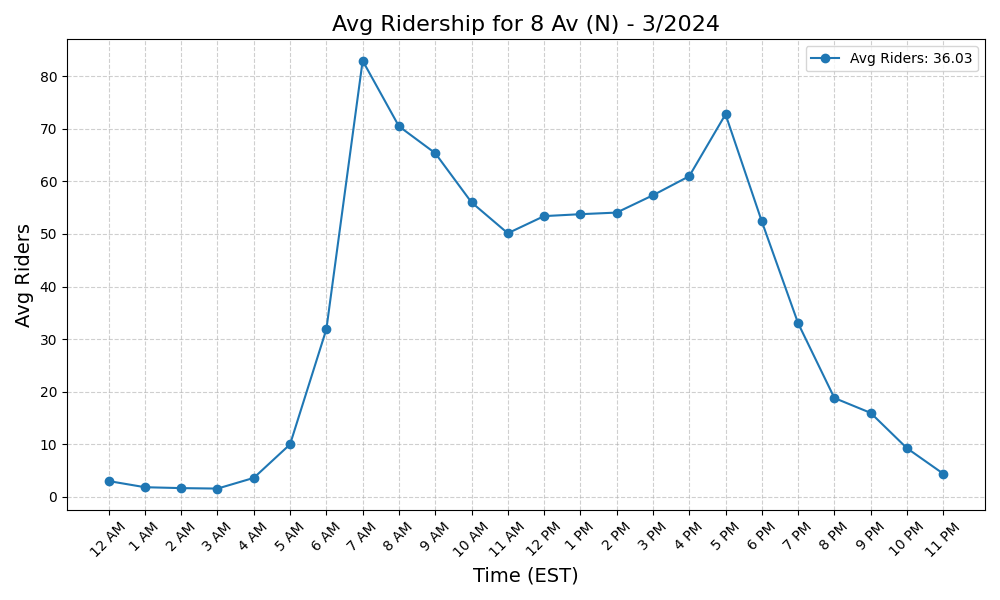 Avg Ridership for 8 Av (N) - 3/2024
Avg Riders: 36.03
Avg Riders
80
70
60
50
40
30
20
10
0
12 AM
1 AM
2 AM
3 AM
4 AM
5 AM
6 AM
7 AM
8 AM
9 AM
10 AM
11 AM
12 PM
1 PM
2 PM
3 PM
4 PM
5 PM
6 PM
7 PM
8 PM
9 PM
10 PM
11 PM
Time (EST)